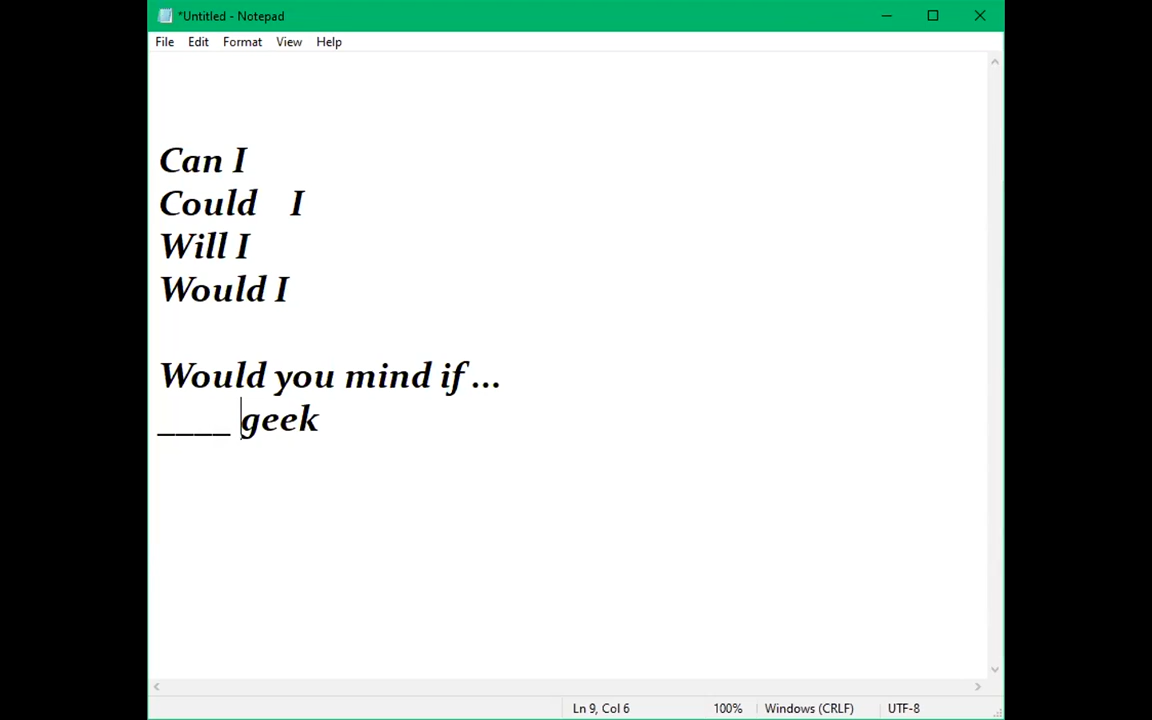 *Untitled - Notepad
File Edit Format View Help
Can I
Could I
Will I
Would I
Would you mind if ...
____ geek
Ln 9, Col 6 100% Windows (CRLF) UTF-8